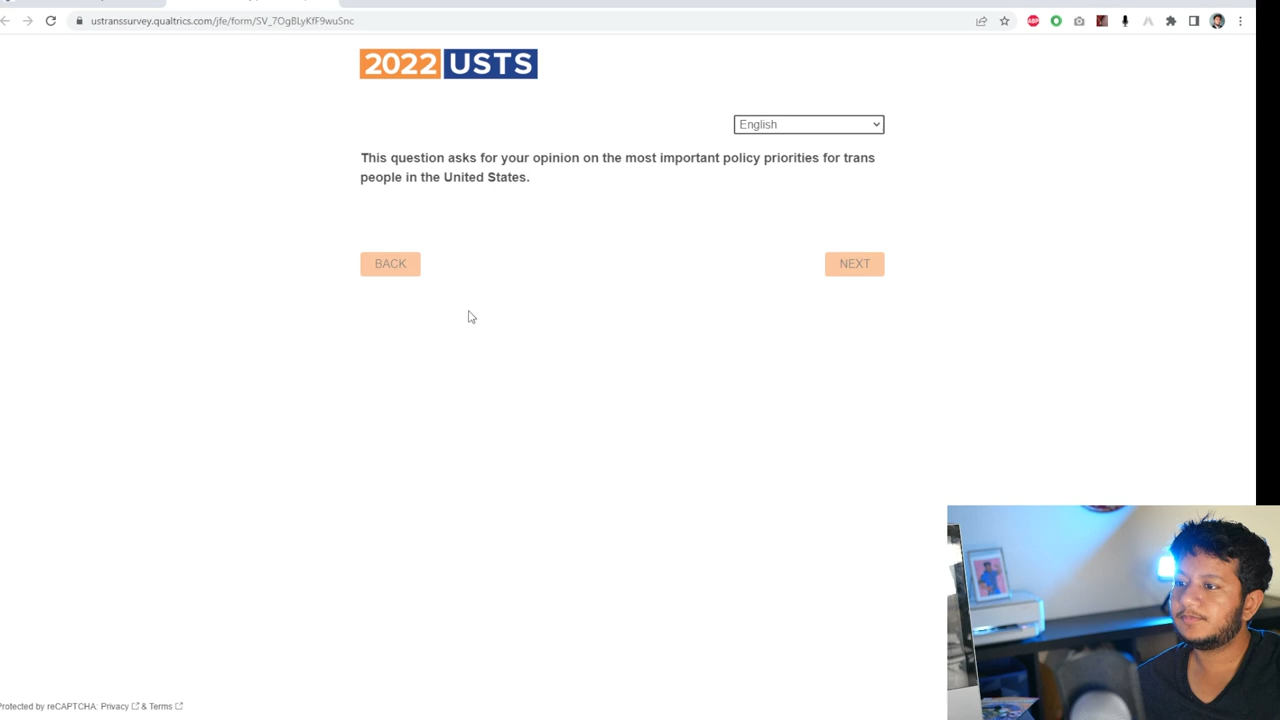 ustranssurvey.qualtrics.com/jfe/form/SV_7OgBLyKfF9wuSnc
ABP
2022 USTS
English
This question asks for your opinion on the most important policy priorities for trans
people in the United States.
BACK NEXT
Protected by reCAPTCHA: Privacy & Terms